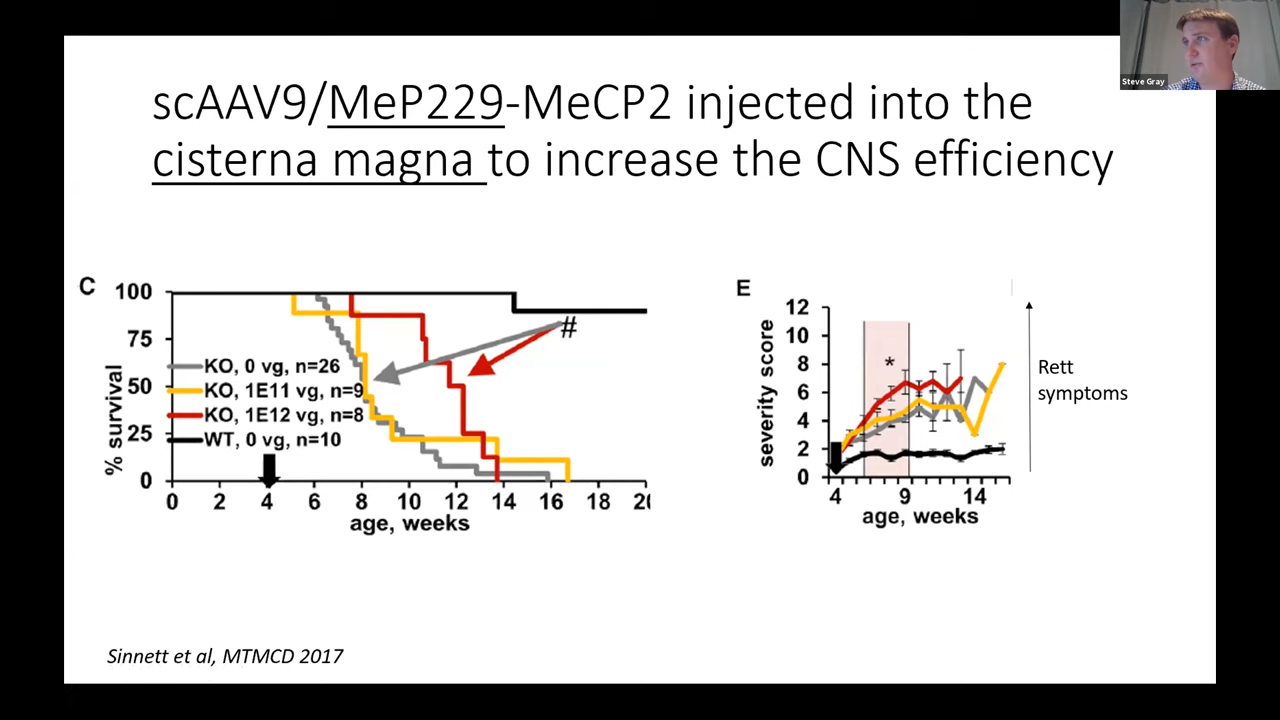 Steve Gray
scAAV9/MeP229-MeCP2 injected into the
cisterna magna to increase the CNS efficiency
C
100
75
50
25
0
% survival
KO, 0 vg, n=26
KO, 1E11 vg, n=9
KO, 1E12 vg, n=8
WT, 0 vg, n=10
#
0 2 4 6 8 10 12 14 16 18
age, weeks
E
12
10
8
6
4
2
0
severity score
*
4 9 14
age, weeks
Rett
symptoms
Sinnett et al, MTMCD 2017